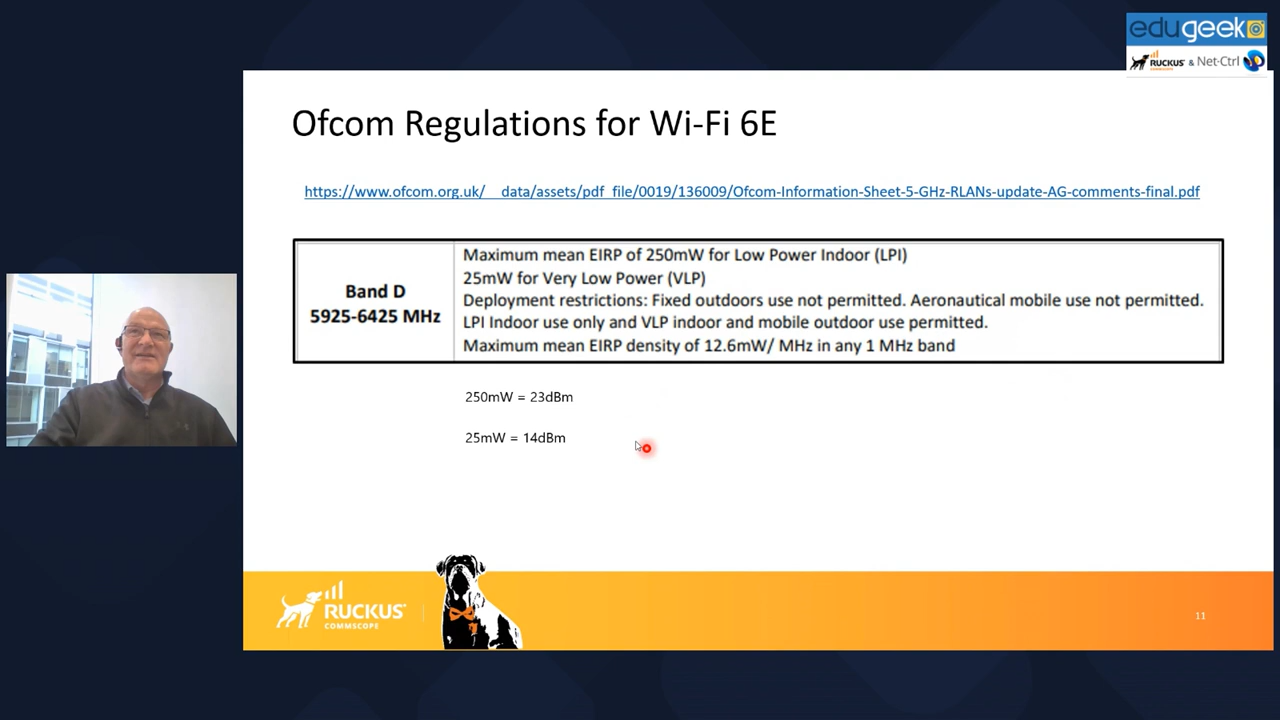 edugeek
RUCKUS & Net-Ctrl
COMMSCOPE
Ofcom Regulations for Wi-Fi 6E
https://www.ofcom.org.uk/__data/assets/pdf_file/0019/136009/Ofcom-Information-Sheet-5-GHz-RLANs-update-AG-comments-final.pdf
Band D
5925-6425 MHz
Maximum mean EIRP of 250mW for Low Power Indoor (LPI)
25mW for Very Low Power (VLP)
Deployment restrictions: Fixed outdoors use not permitted. Aeronautical mobile use not permitted.
LPI Indoor use only and VLP indoor and mobile outdoor use permitted.
Maximum mean EIRP density of 12.6mW/ MHz in any 1 MHz band
250mW = 23dBm
25mW = 14dBm
RUCKUS
COMMSCOPE
11